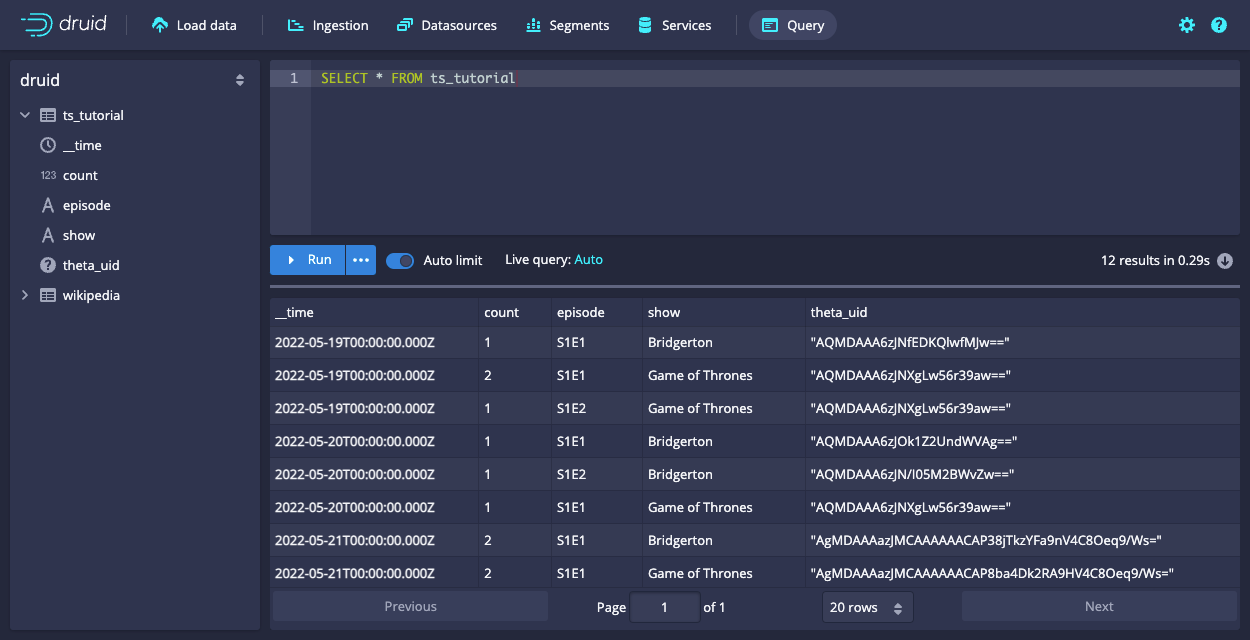 druid Load data Ingestion Datasources Segments Services Query
druid
ts_tutorial
__time
123 count
episode
show
theta_uid
wikipedia
1 SELECT * FROM ts_tutorial
Run Auto limit Live query: Auto 12 results in 0.29s
__time count episode show theta_uid
2022-05-19T00:00:00.000Z 1 S1E1 Bridgerton "AQMDAAA6zJNfEDKQlwfMJw=="
2022-05-19T00:00:00.000Z 2 S1E1 Game of Thrones "AQMDAAA6zJNXgLw56r39aw=="
2022-05-19T00:00:00.000Z 1 S1E2 Game of Thrones "AQMDAAA6zJNXgLw56r39aw=="
2022-05-20T00:00:00.000Z 1 S1E1 Bridgerton "AQMDAAA6zJOk1Z2UndWVAg=="
2022-05-20T00:00:00.000Z 1 S1E2 Bridgerton "AQMDAAA6zJN/I05M2BWvZw=="
2022-05-20T00:00:00.000Z 1 S1E1 Game of Thrones "AQMDAAA6zJNXgLw56r39aw=="
2022-05-21T00:00:00.000Z 2 S1E1 Bridgerton "AgMDAAAazJMCAAAAAACAP38jTkzYFa9nV4C8Oeq9/Ws="
2022-05-21T00:00:00.000Z 2 S1E1 Game of Thrones "AgMDAAAazJMCAAAAAACAP8ba4Dk2RA9HV4C8Oeq9/Ws="
Previous Page 1 of 1 20 rows Next